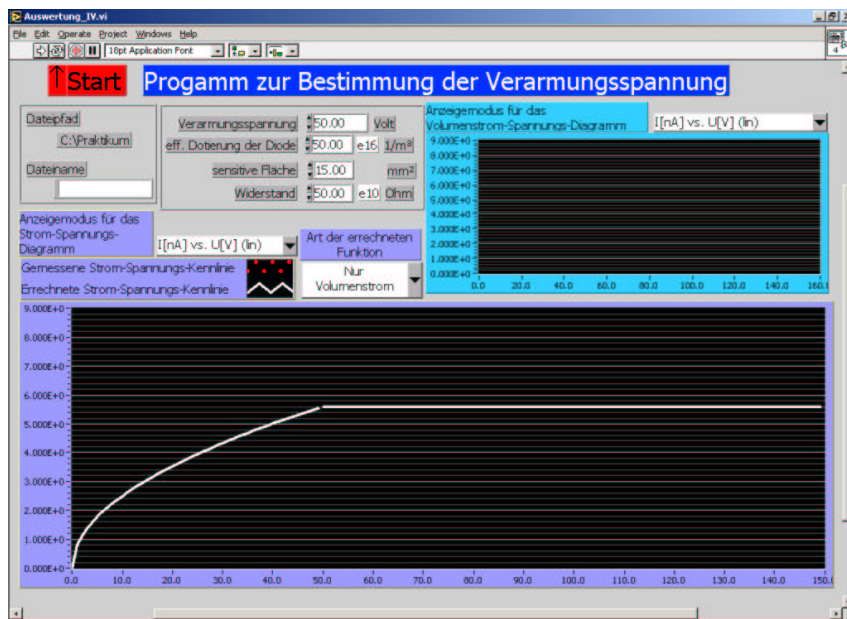 Auswertung_IV.vi
File Edit Operate Project Windows Help
18pt Application Font
4
Start
Progamm zur Bestimmung der Verarmungsspannung
Dateipfad
C:\Praktikum
Dateiname
Verarmungsspannung 50.00 Volt
eff. Dotierung der Diode 50.00 e16 1/m³
sensitive Fläche 15.00 mm²
Widerstand 50.00 e10 Ohm
Anzeigemodus für das
Volumenstrom-Spannungs-Diagramm
I[nA] vs. U[V] (lin)
9.000E+0
8.000E+0
7.000E+0
6.000E+0
5.000E+0
4.000E+0
3.000E+0
2.000E+0
1.000E+0
0.000E+0
0.0 20.0 40.0 60.0 80.0 100.0 120.0 140.0 160.0
Anzeigemodus für das
Strom-Spannungs-
Diagramm
I[nA] vs. U[V] (lin)
Art der errechneten
Funktion
Nur
Volumenstrom
Gemessene Strom-Spannungs-Kennlinie
Errechnete Strom-Spannungs-Kennlinie
9.000E+0
8.000E+0
7.000E+0
6.000E+0
5.000E+0
4.000E+0
3.000E+0
2.000E+0
1.000E+0
0.000E+0
0.0 10.0 20.0 30.0 40.0 50.0 60.0 70.0 80.0 90.0 100.0 110.0 120.0 130.0 140.0 150.0